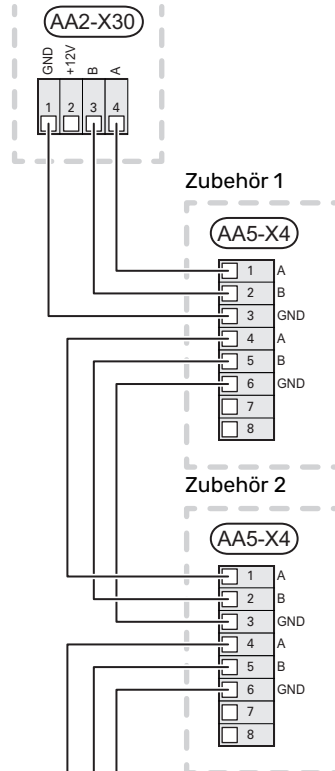 AA2-X30
GND +12V B A
1 2 3 4
Zubehör 1
AA5-X4
1 A
2 B
3 GND
4 A
5 B
6 GND
7
8
Zubehör 2
AA5-X4
1 A
2 B
3 GND
4 A
5 B
6 GND
7
8